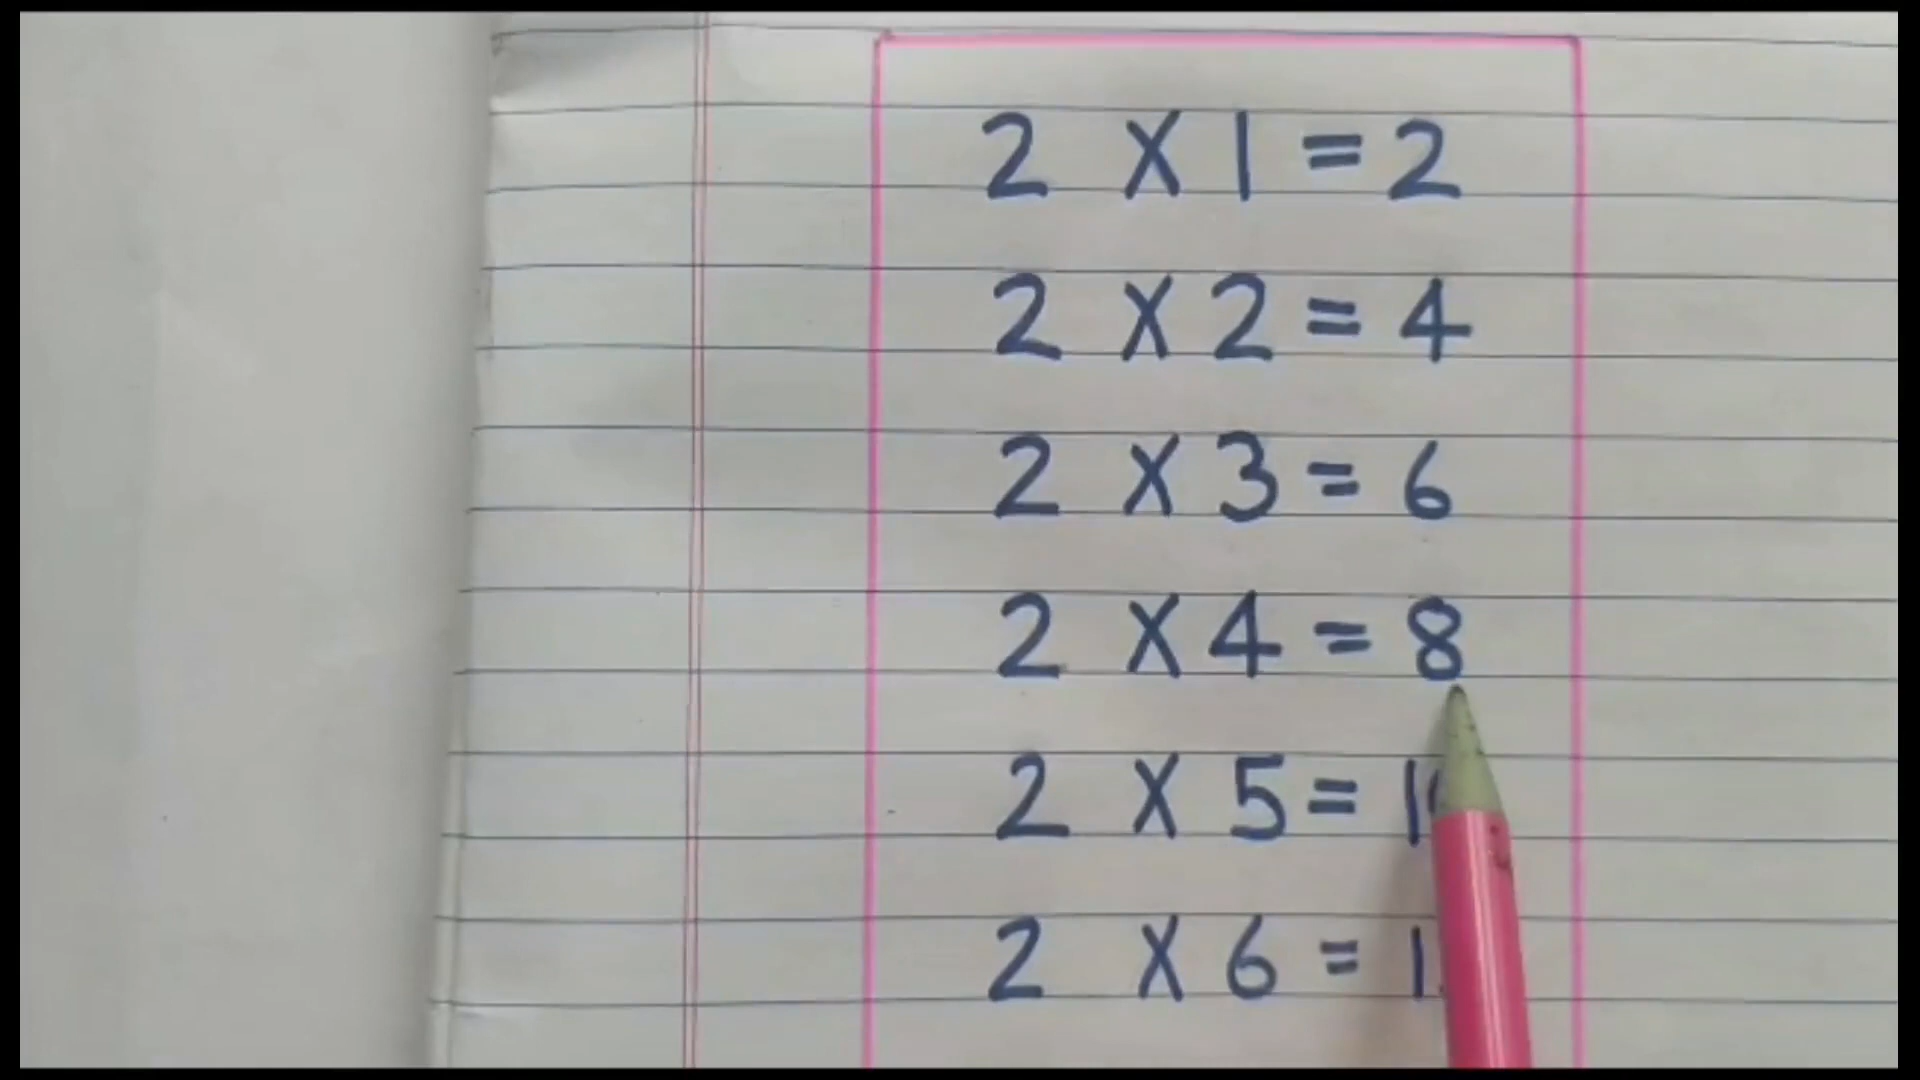 2 X 1 = 2
2 X 2 = 4
2 X 3 = 6
2 X 4 = 8
2 X 5 =
2 X 6 =